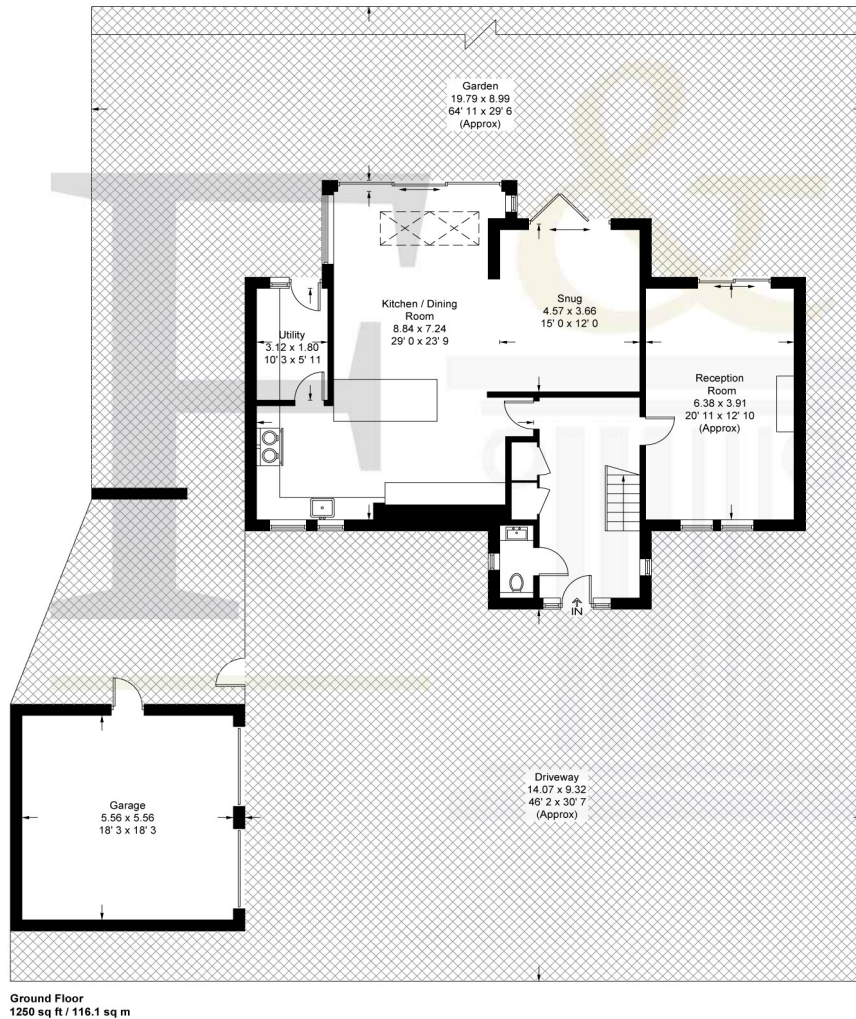 Garden
19.79 x 8.99
64' 11 x 29' 6
(Approx)
Kitchen / Dining
Room
8.84 x 7.24
29' 0 x 23' 9
Snug
4.57 x 3.66
15' 0 x 12' 0
Utility
3.12 x 1.80
10' 3 x 5' 11
Reception
Room
6.38 x 3.91
20' 11 x 12' 10
(Approx)
IN
Driveway
14.07 x 9.32
46' 2 x 30' 7
(Approx)
Garage
5.56 x 5.56
18' 3 x 18' 3
Ground Floor
1250 sq ft / 116.1 sq m